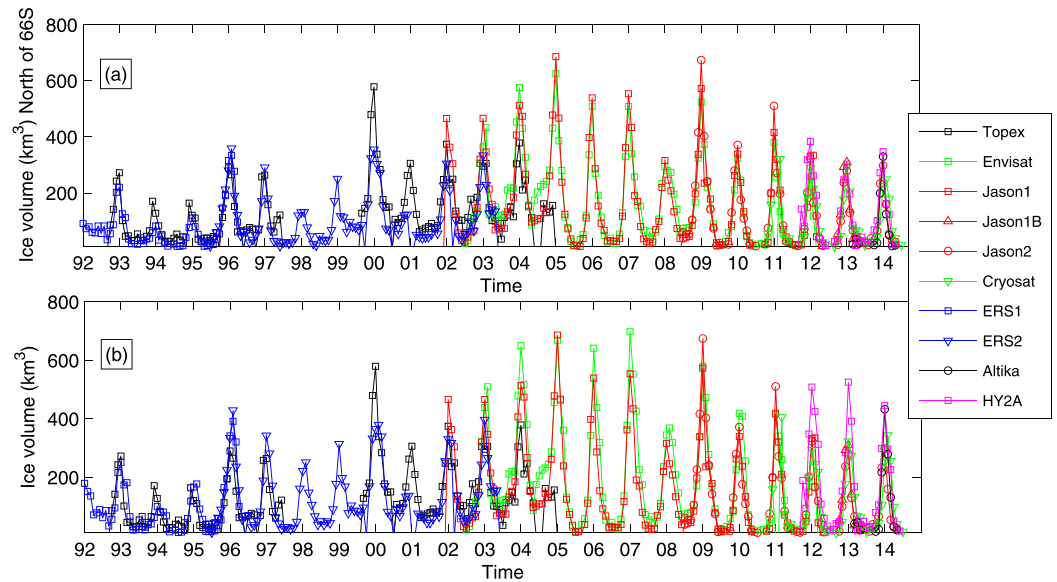 800
600
400
200
Ice volume (km3) North of 66S
(a)
92 93 94 95 96 97 98 99 00 01 02 03 04 05 06 07 08 09 10 11 12 13 14
Time
800
600
400
200
Ice volume (km3)
(b)
92 93 94 95 96 97 98 99 00 01 02 03 04 05 06 07 08 09 10 11 12 13 14
Time
Topex
Envisat
Jason1
Jason1B
Jason2
Cryosat
ERS1
ERS2
Altika
HY2A